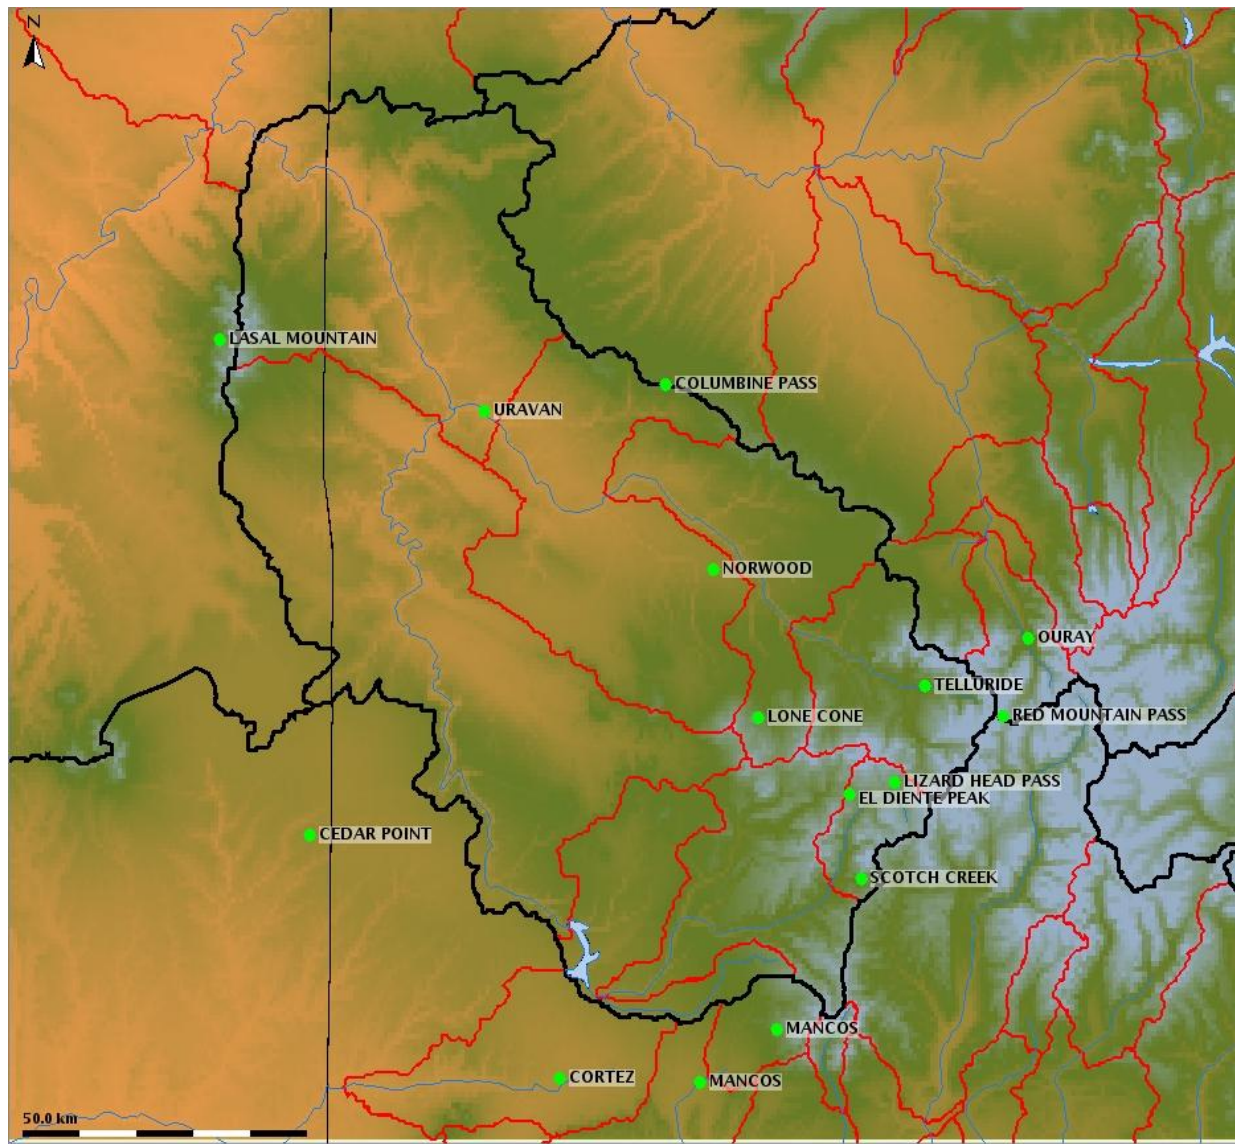 N
LASAL MOUNTAIN
COLUMBINE PASS
URAVAN
NORWOOD
OURAY
TELLURIDE
RED MOUNTAIN PASS
LONE CONE
LIZARD HEAD PASS
EL DIENTE PEAK
CEDAR POINT
SCOTCH CREEK
MANCOS
CORTEZ
MANCOS
50.0 km